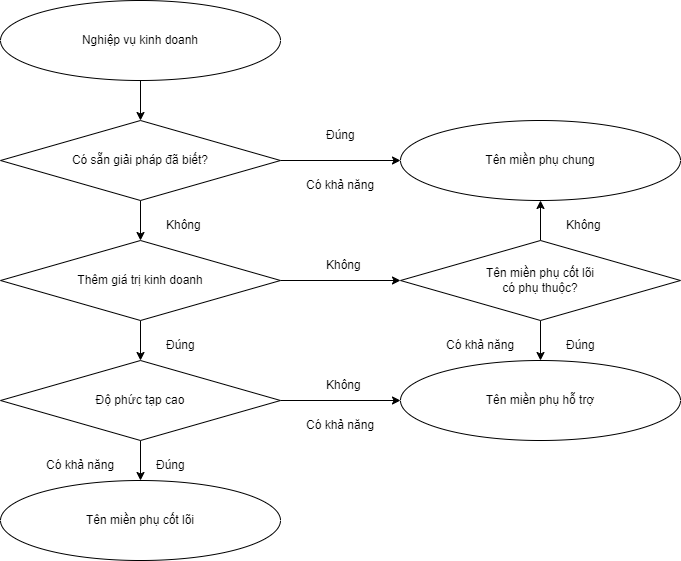 Nghiệp vụ kinh doanh
Đúng
Có sẵn giải pháp đã biết?
Tên miền phụ chung
Có khả năng
Không
Không
Không
Thêm giá trị kinh doanh
Tên miền phụ cốt lõi
có phụ thuộc?
Đúng
Có khả năng
Đúng
Không
Độ phức tạp cao
Tên miền phụ hỗ trợ
Có khả năng
Có khả năng
Đúng
Tên miền phụ cốt lõi